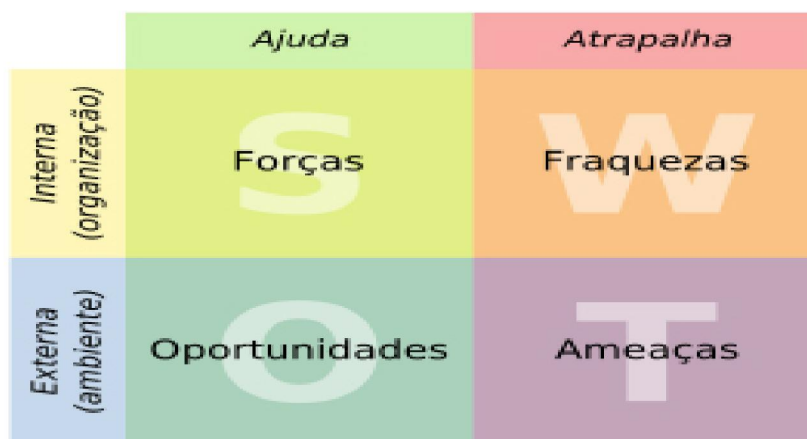 Ajuda
Atrapalha
Interna
(organização)
S
Forças
W
Fraquezas
Externa
(ambiente)
O
Oportunidades
T
Ameaças